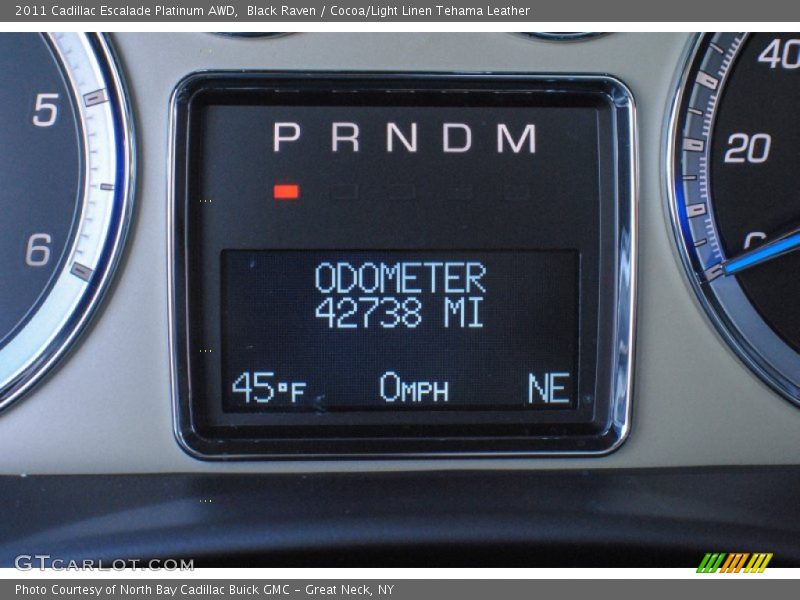 2011 Cadillac Escalade Platinum AWD,  Black Raven / Cocoa/Light Linen Tehama Leather
P R N D M
5
6
40
20
0
ODOMETER
42738 MI
45°F 0MPH NE
GTCARLOT.COM
Photo Courtesy of North Bay Cadillac Buick GMC - Great Neck, NY